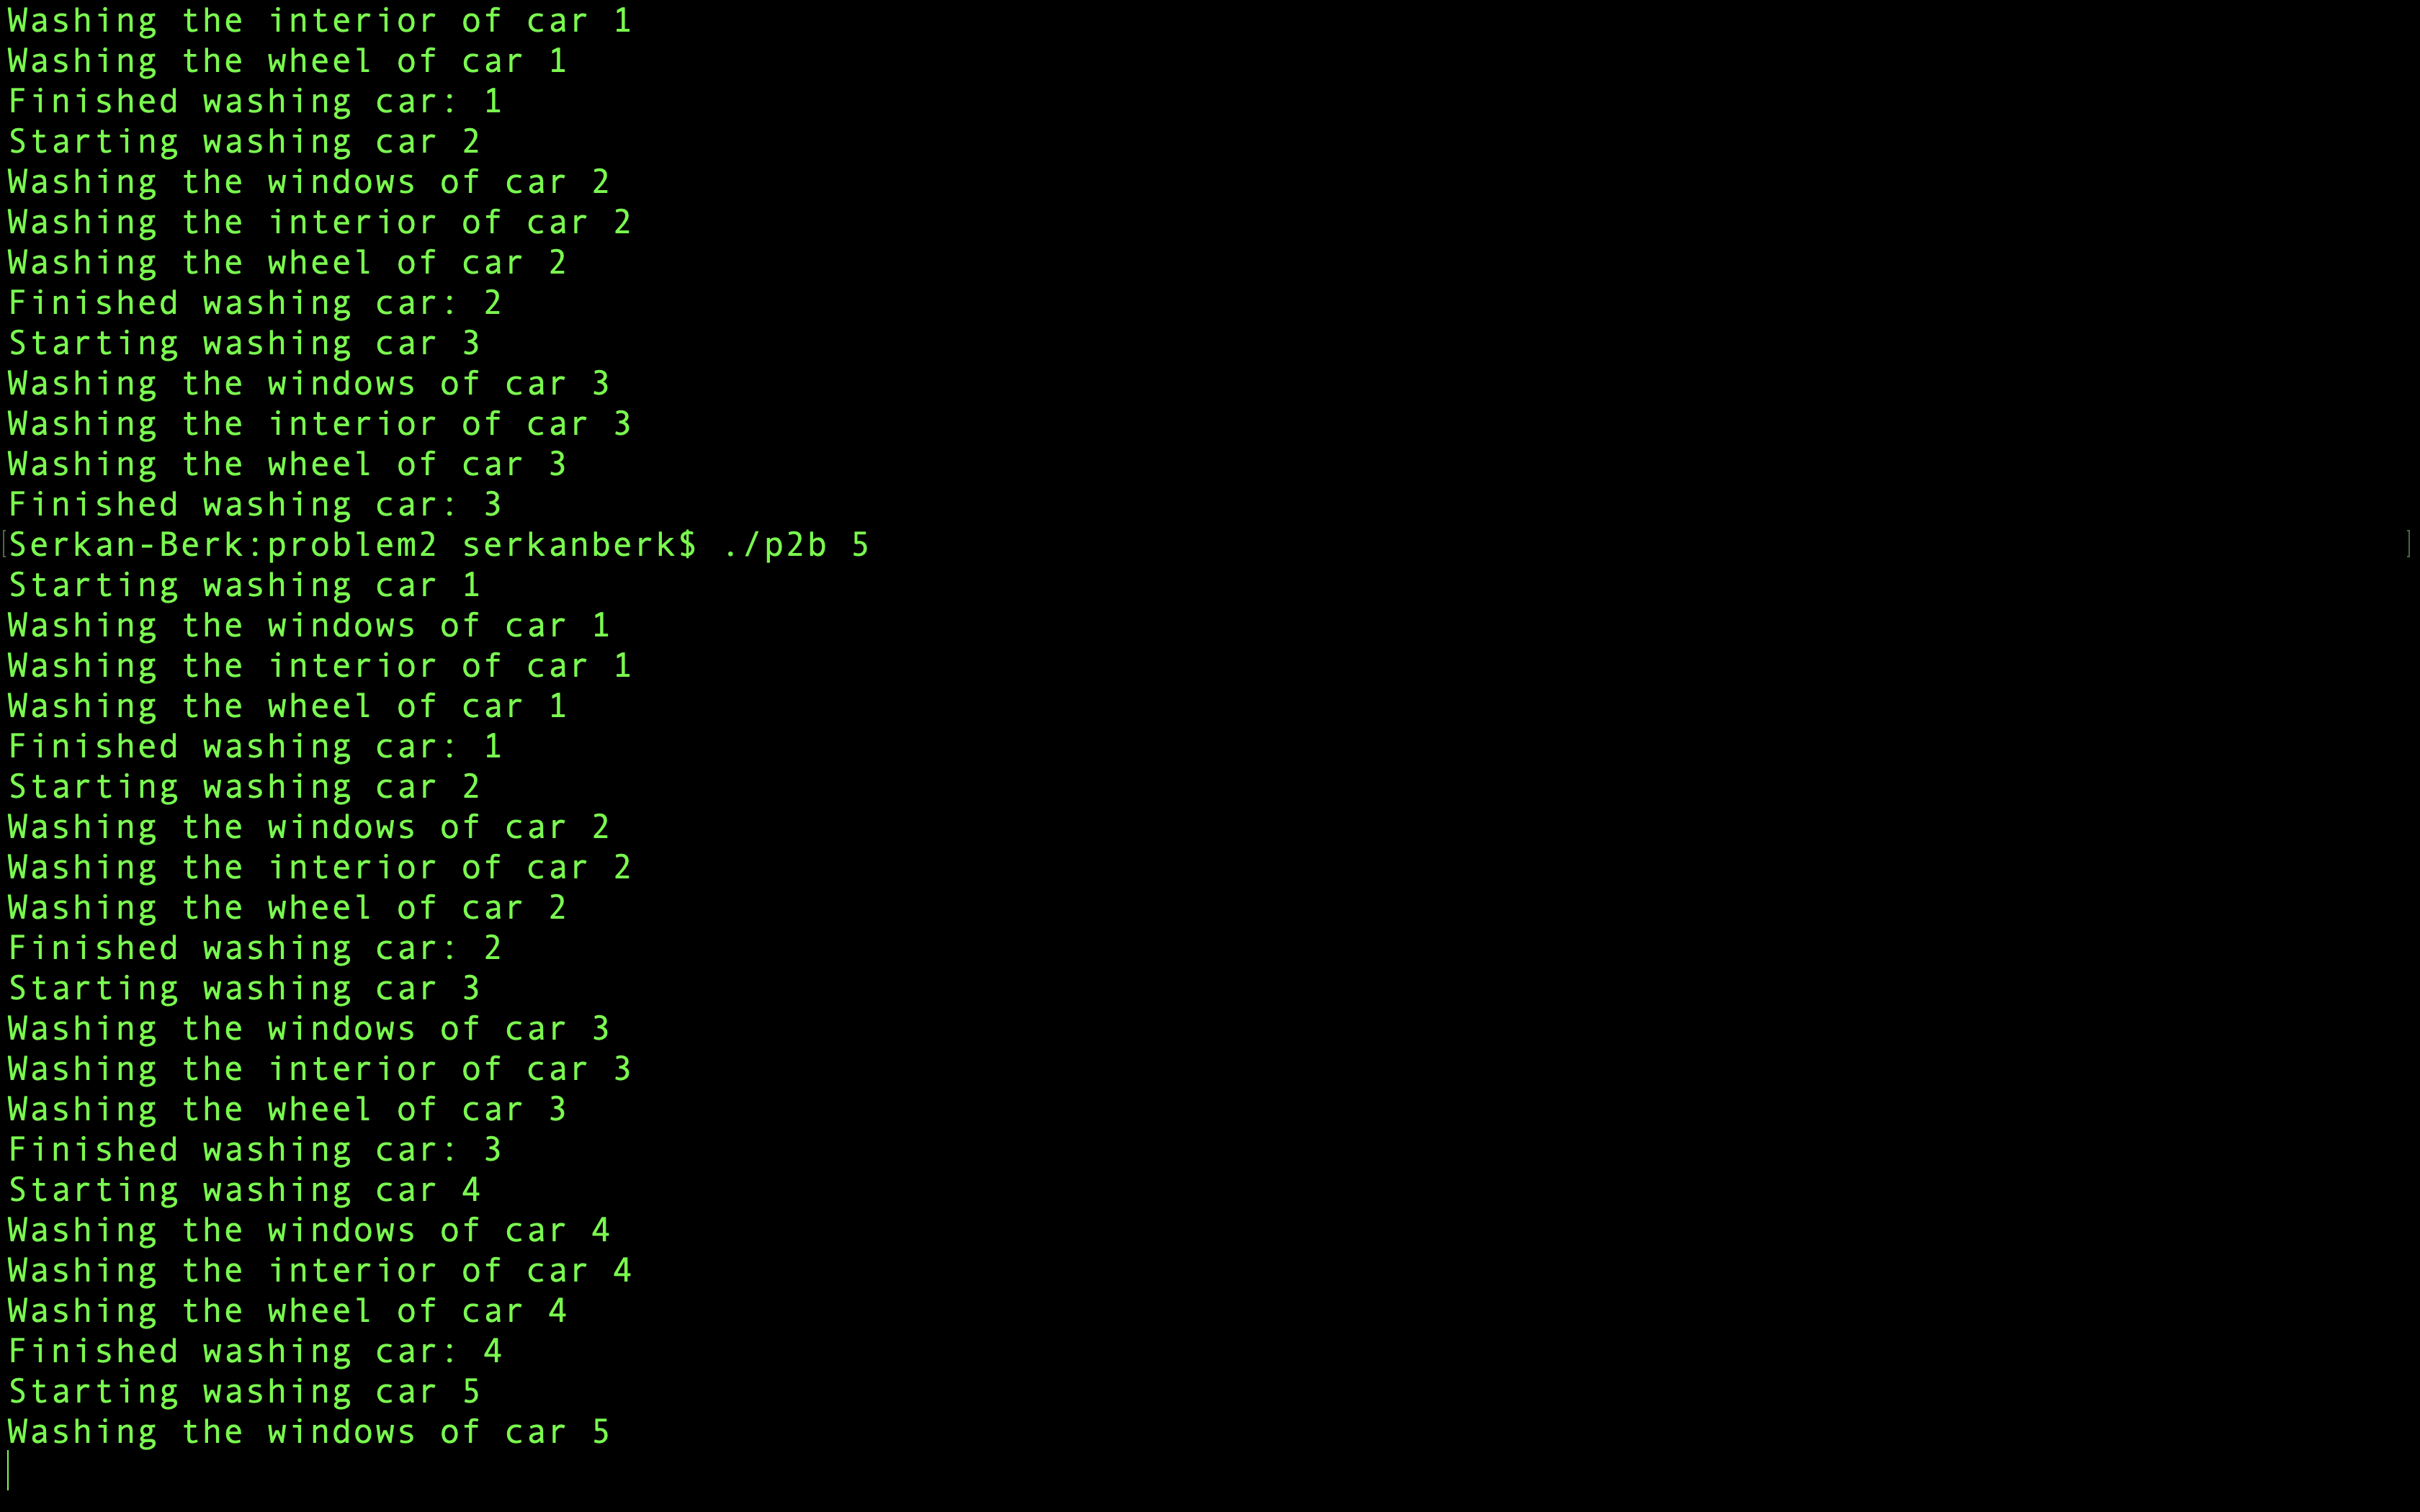 Washing the interior of car 1
Washing the wheel of car 1
Finished washing car: 1
Starting washing car 2
Washing the windows of car 2
Washing the interior of car 2
Washing the wheel of car 2
Finished washing car: 2
Starting washing car 3
Washing the windows of car 3
Washing the interior of car 3
Washing the wheel of car 3
Finished washing car: 3
[Serkan-Berk:problem2 serkanberk$ ./p2b 5 ]
Starting washing car 1
Washing the windows of car 1
Washing the interior of car 1
Washing the wheel of car 1
Finished washing car: 1
Starting washing car 2
Washing the windows of car 2
Washing the interior of car 2
Washing the wheel of car 2
Finished washing car: 2
Starting washing car 3
Washing the windows of car 3
Washing the interior of car 3
Washing the wheel of car 3
Finished washing car: 3
Starting washing car 4
Washing the windows of car 4
Washing the interior of car 4
Washing the wheel of car 4
Finished washing car: 4
Starting washing car 5
Washing the windows of car 5